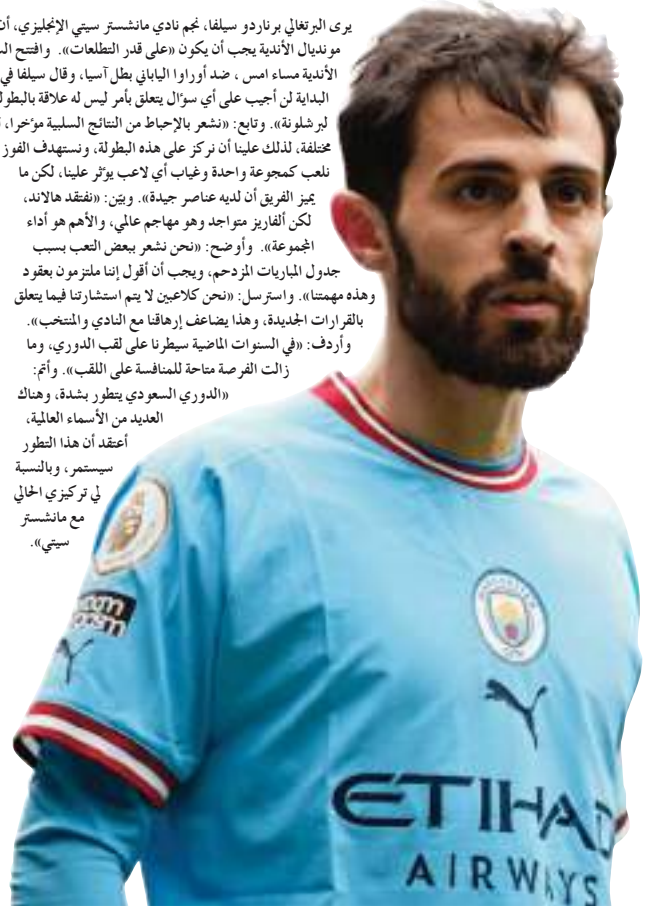 يرى البرتغالي برناردو سيلفا، نجم نادي مانشستر سيتي الإنجليزي، أن
مونديال الأندية يجب أن يكون «على قدر التطلعات». وافتتح
الأندية مساء امس ، ضد أوراوا الياباني بطل آسيا، وقال سيلفا في
البداية لن أجيب على أي سؤال يتعلق بأمر ليس له علاقة
لبرشلونة». وتابع: «نشعر بالإحباط من النتائج السلبية مؤخرا،
مختلفة، لذلك علينا أن نركز على هذه البطولة، ونستهدف الفوز
نلعب كمجموعة واحدة وغياب أي لاعب يؤثر علينا، لكن ما
يميز الفريق أن لديه عناصر جيدة». وبيّن: «نفتقد هالاند،
لكن ألفاريز متواجد وهو مهاجم عالمي، والأهم هو أداء
المجموعة». وأوضح: «نحن نشعر ببعض التعب بسبب
جدول المباريات المزدحم، ويجب أن أقول إننا ملتزمون بعقود
وهذه مهمتنا». واسترسل: «نحن كلاعبين لا يتم استشارتنا فيما يتعلق
بالقرارات الجديدة، وهذا يضاعف إرهاقنا مع النادي والمنتخب».
وأردف: «في السنوات الماضية سيطرنا على لقب الدوري، وما
زالت الفرصة متاحة للمنافسة على اللقب». وأتم:
«الدوري السعودي يتطور بشدة، وهناك
العديد من الأسماء العالمية،
أعتقد أن هذا التطور
سيستمر، وبالنسبة
لي تركيزي الحالي
مع مانشستر
سيتي».
ETIHAD
AIRWAYS